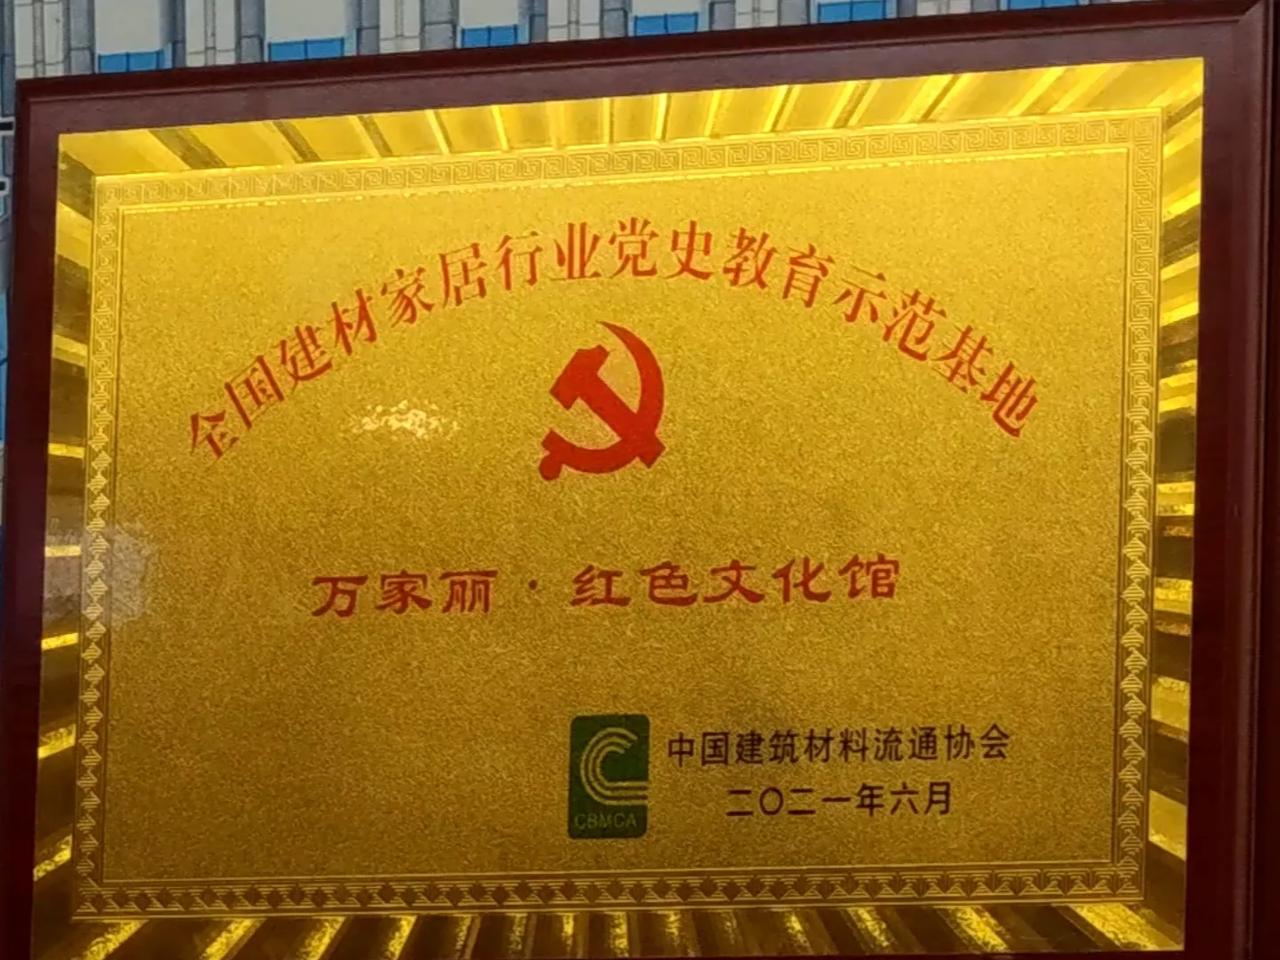 全国建材家居行业党史教育示范基地
万家丽·红色文化馆
CBMCA
中国建筑材料流通协会
二〇二一年六月